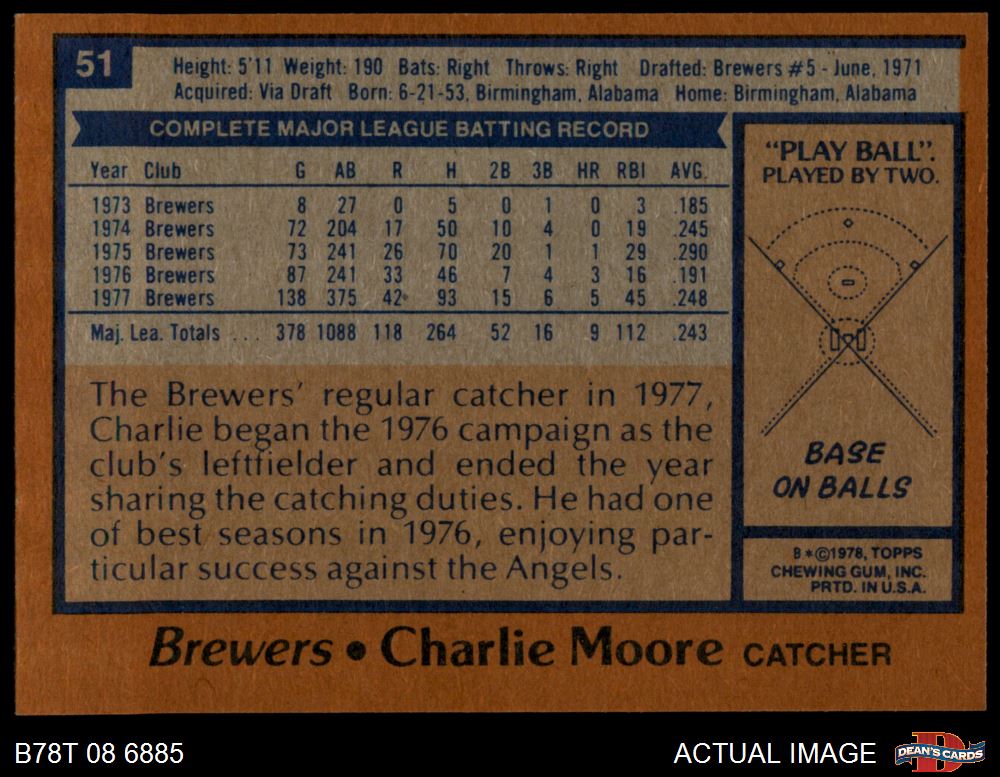 51
Height: 5'11 Weight: 190 Bats: Right Throws: Right Drafted: Brewers #5 - June, 1971
Acquired: Via Draft Born: 6-21-53, Birmingham, Alabama Home: Birmingham, Alabama
COMPLETE MAJOR LEAGUE BATTING RECORD
Year Club G AB R H 2B 3B HR RBI AVG.
1973 Brewers 8 27 0 5 0 1 0 3 .185
1974 Brewers 72 204 17 50 10 4 0 19 .245
1975 Brewers 73 241 26 70 20 1 1 29 .290
1976 Brewers 87 241 33 46 7 4 3 16 .191
1977 Brewers 138 375 42 93 15 6 5 45 .248
Maj. Lea. Totals ... 378 1088 118 264 52 16 9 112 .243
The Brewers' regular catcher in 1977,
Charlie began the 1976 campaign as the
club's leftfielder and ended the year
sharing the catching duties. He had one
of best seasons in 1976, enjoying par-
ticular success against the Angels.
"PLAY BALL".
PLAYED BY TWO.
BASE
ON BALLS
B*©1978, TOPPS
CHEWING GUM, INC.
PRTD. IN U.S.A.
Brewers • Charlie Moore CATCHER
B78T 08 6885
ACTUAL IMAGE
D
DEAN'S CARDS